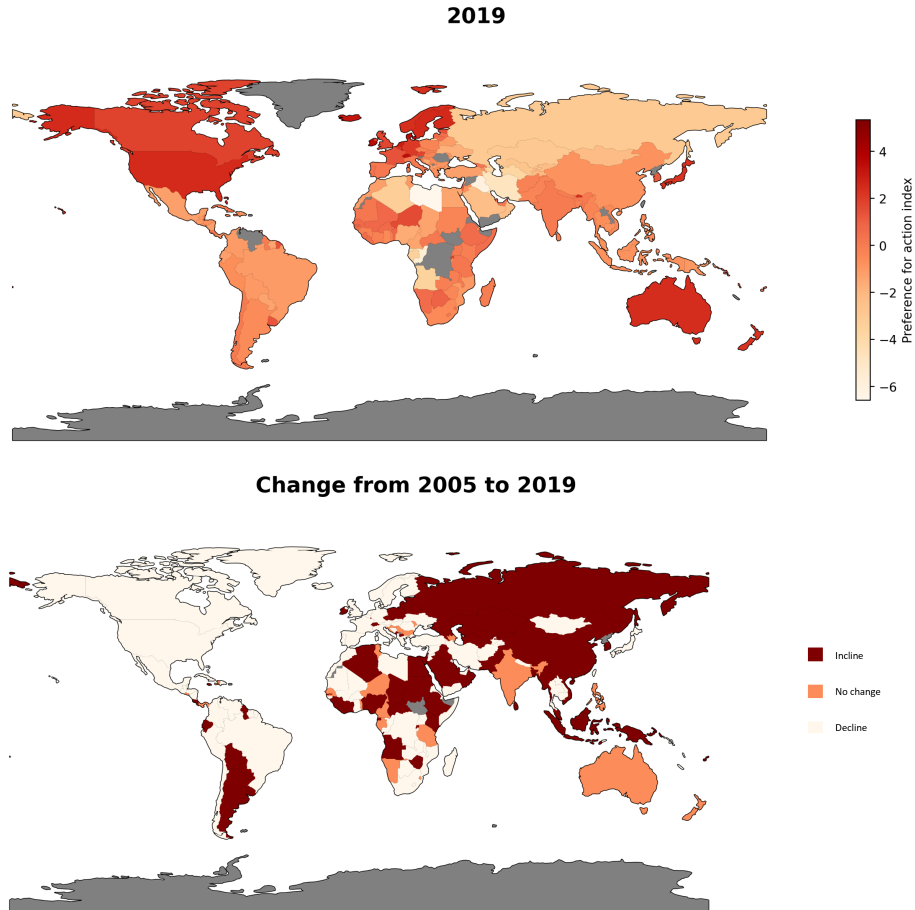 2019
4
2
0
−2
−4
−6
Preference for action index
Change from 2005 to 2019
Incline
No change
Decline